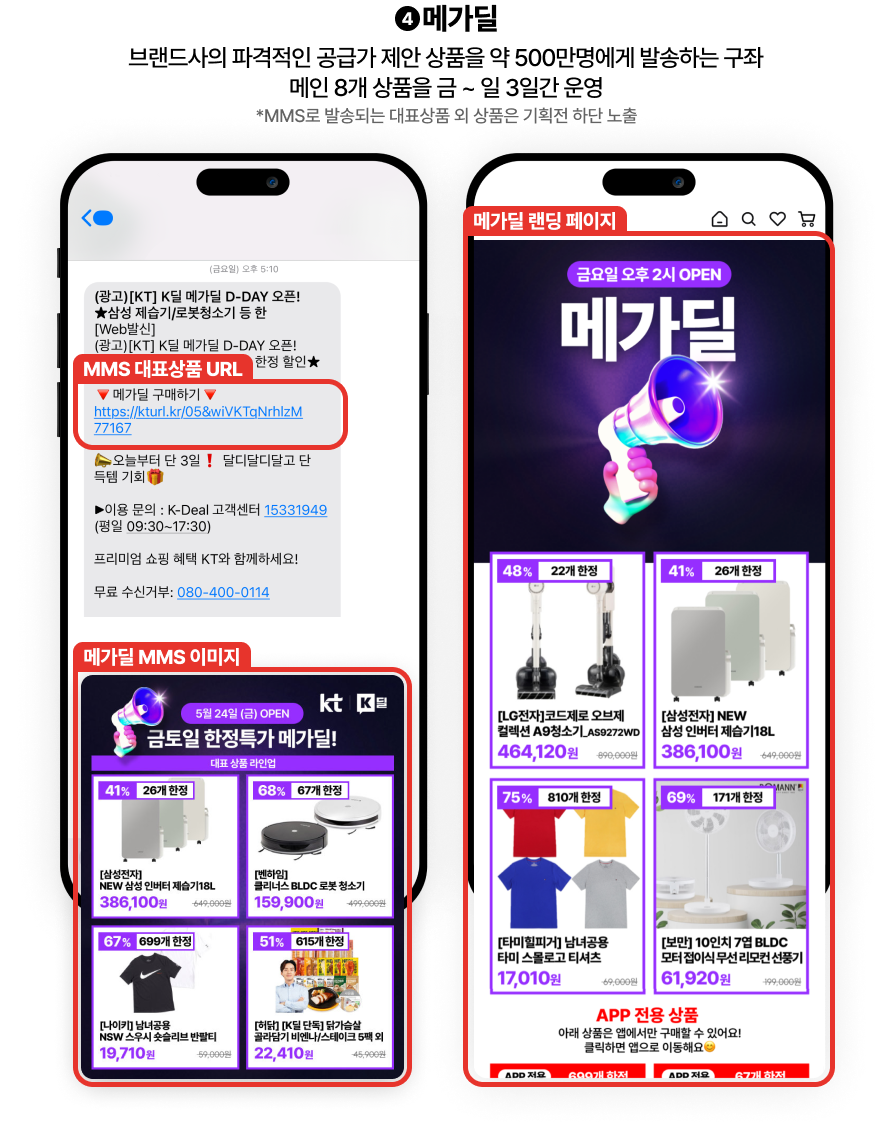 4 메가딜
브랜드사의 파격적인 공급가 제안 상품을 약 500만명에게 발송하는 구좌
메인 8개 상품을 금 ~ 일 3일간 운영
*MMS로 발송되는 대표상품 외 상품은 기획전 하단 노출
(금요일) 오후 5:10
(광고)[KT] K딜 메가딜 D-DAY 오픈!
★삼성 제습기/로봇청소기 등 한
[Web발신]
(광고)[KT] K딜 메가딜 D-DAY 오픈!
한정 할인★
MMS 대표상품 URL
🔻메가딜 구매하기🔻
https://kturl.kr/05&wiVKTqNrhlzM
77167
📣오늘부터 단 3일❗ 달디달디달고 단
득템 기회🎁
▶이용 문의 : K-Deal 고객센터 15331949
(평일 09:30~17:30)
프리미엄 쇼핑 혜택 KT와 함께하세요!
무료 수신거부: 080-400-0114
메가딜 MMS 이미지
5월 24일 (금) OPEN
kt K딜
금토일 한정특가 메가딜!
대표 상품 라인업
41% 26개 한정
[삼성전자]
NEW 삼성 인버터 제습기18L
386,100원 649,000원
68% 67개 한정
[벤하임]
클리너스 BLDC 로봇 청소기
159,900원 499,000원
67% 699개 한정
[나이키] 남녀공용
NSW 스우시 숏슬리브 반팔티
19,710원 59,000원
51% 615개 한정
[허닭] [K딜 단독] 닭가슴살
골라담기 비엔나/스테이크 5팩 외
22,410원 45,900원
메가딜 랜딩 페이지
금요일 오후 2시 OPEN
메가딜
48% 22개 한정
[LG전자]코드제로 오브제
컬렉션 A9청소기_AS9272WD
464,120원 890,000원
41% 26개 한정
[삼성전자] NEW
삼성 인버터 제습기18L
386,100원 649,000원
75% 810개 한정
[타미힐피거] 남녀공용
타미 스몰로고 티셔츠
17,010원 69,000원
69% 171개 한정
[보만] 10인치 7엽 BLDC
모터 접이식 무선 리모컨 선풍기
61,920원 199,000원
APP 전용 상품
아래 상품은 앱에서만 구매할 수 있어요!
클릭하면 앱으로 이동해요😊
APP 전용 699개 한정
APP 전용 67개 한정